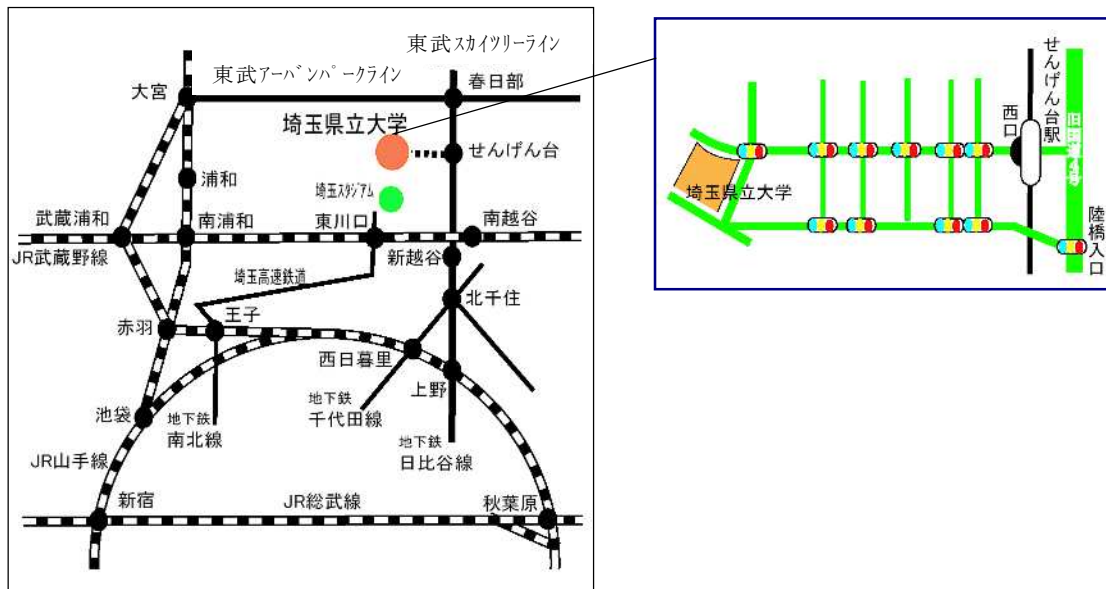 東武スカイツリーライン
東武アーバンパークライン
大宮
春日部
埼玉県立大学
せんげん台
浦和
埼玉スタジアム
武蔵浦和
南浦和
東川口
南越谷
JR武蔵野線
新越谷
埼玉高速鉄道
北千住
赤羽
王子
西日暮里
上野
池袋
地下鉄
南北線
地下鉄
千代田線
地下鉄
日比谷線
JR山手線
新宿
JR総武線
秋葉原
せんげん台駅
西口
旧国道4号
埼玉県立大学
陸橋入口